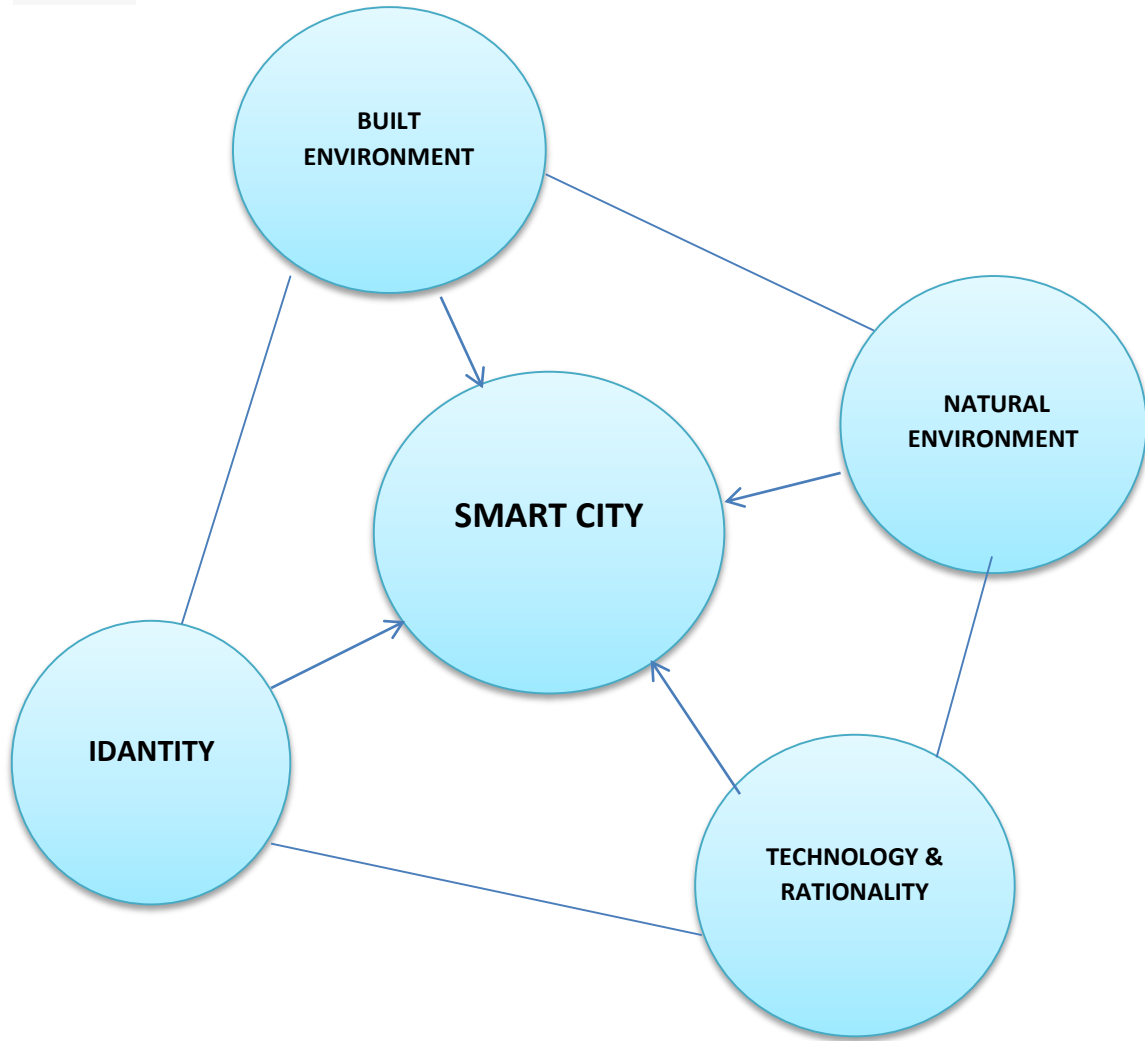 BUILT
ENVIRONMENT
NATURAL
ENVIRONMENT
SMART CITY
IDANTITY
TECHNOLOGY &
RATIONALITY